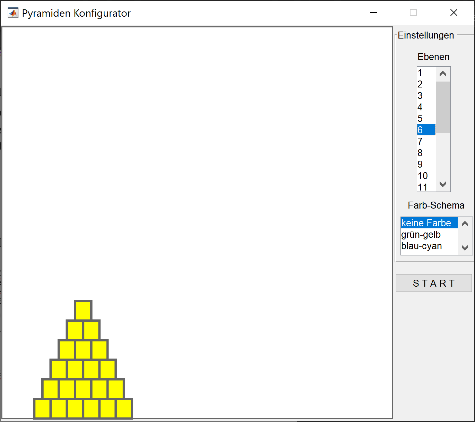 Pyramiden Konfigurator
Einstellungen
Ebenen
1
2
3
4
5
6
7
8
9
10
11
Farb-Schema
keine Farbe
grün-gelb
blau-cyan
S T A R T